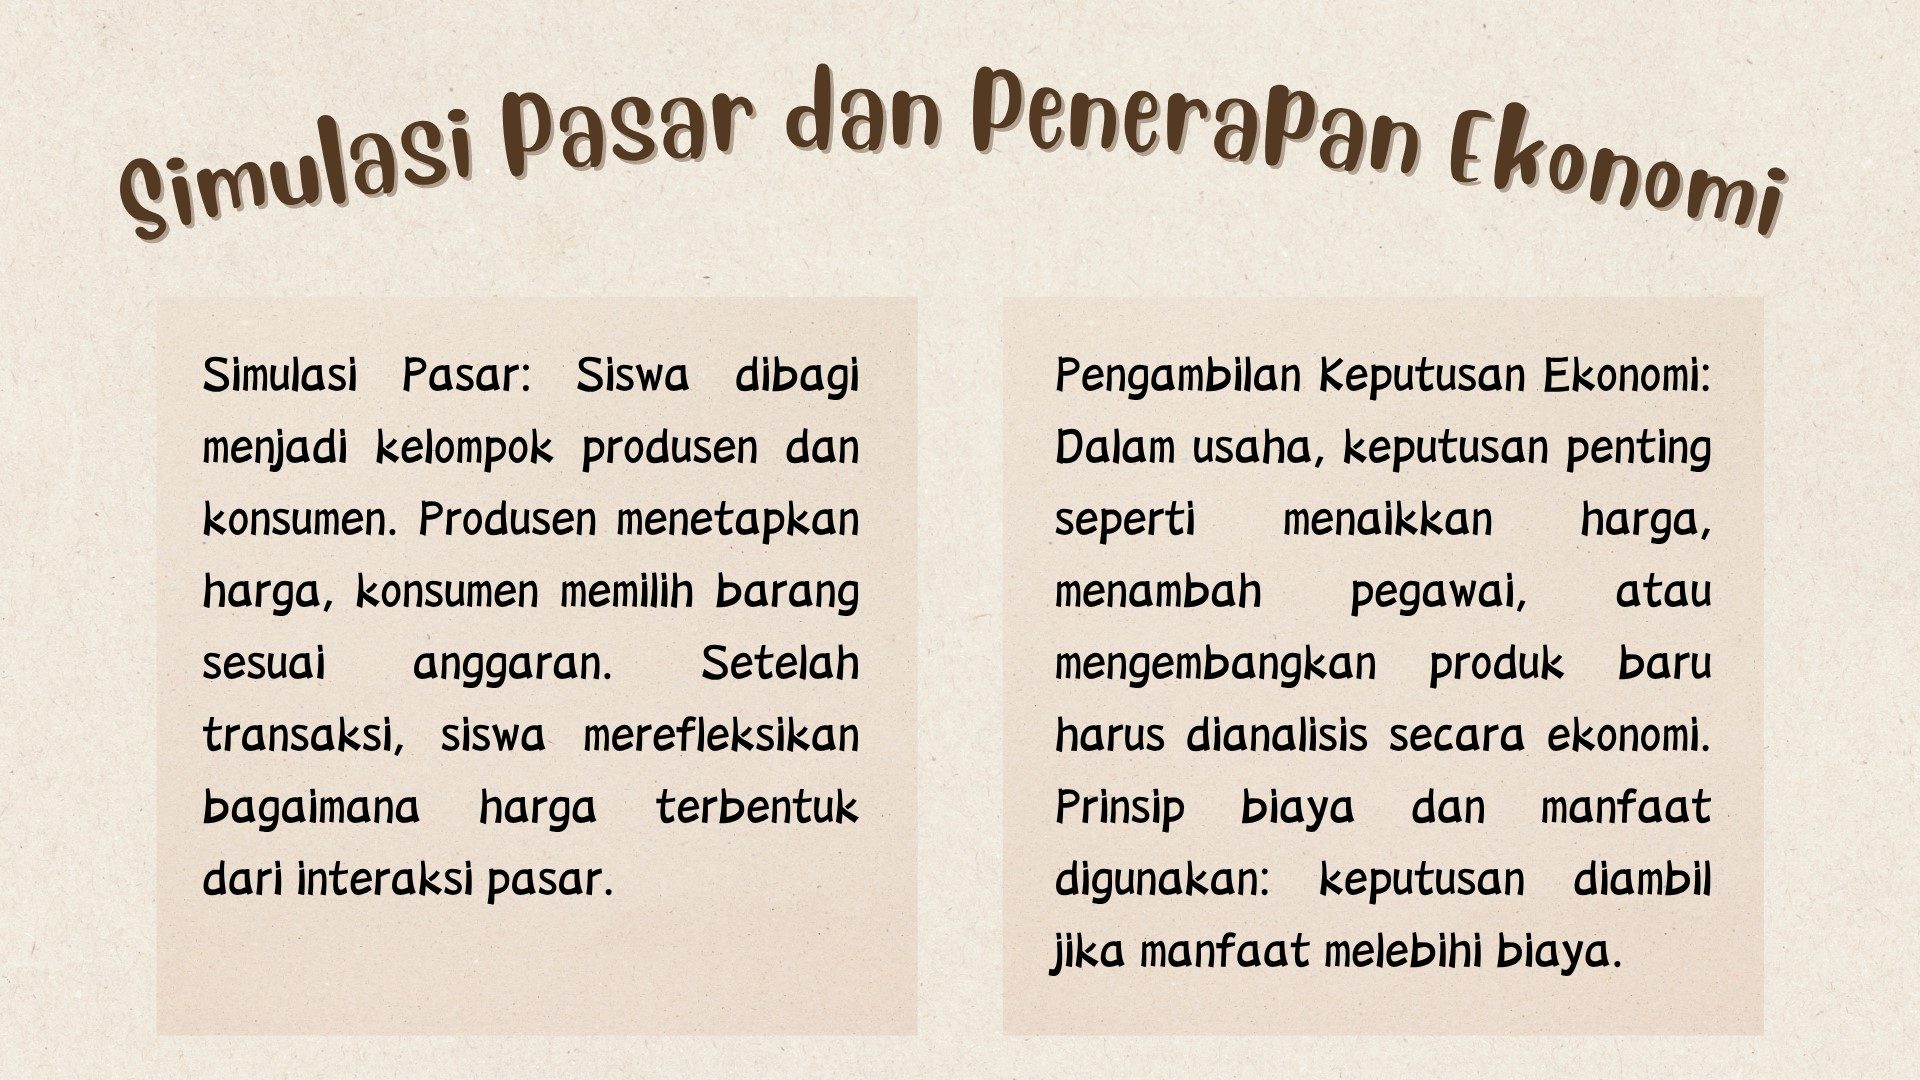 Simulasi Pasar dan Penerapan Ekonomi
Simulasi Pasar: Siswa dibagi
menjadi kelompok produsen dan
konsumen. Produsen menetapkan
harga, konsumen memilih barang
sesuai anggaran. Setelah
transaksi, siswa merefleksikan
bagaimana harga terbentuk
dari interaksi pasar.
Pengambilan Keputusan Ekonomi:
Dalam usaha, keputusan penting
seperti menaikkan harga,
menambah pegawai, atau
mengembangkan produk baru
harus dianalisis secara ekonomi.
Prinsip biaya dan manfaat
digunakan: keputusan diambil
jika manfaat melebihi biaya.